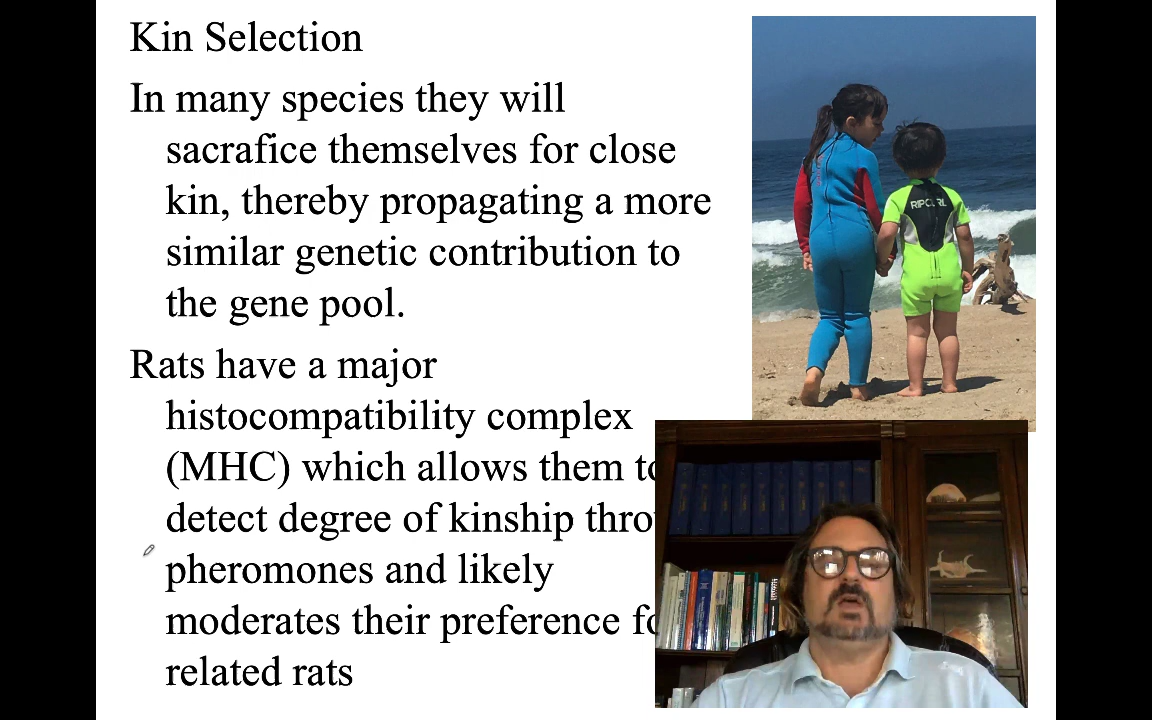 Kin Selection
In many species they will
sacrafice themselves for close
kin, thereby propagating a more
similar genetic contribution to
the gene pool.
Rats have a major
histocompatibility complex
(MHC) which allows them to
detect degree of kinship thro
pheromones and likely
moderates their preference fo
related rats
RIPCURL